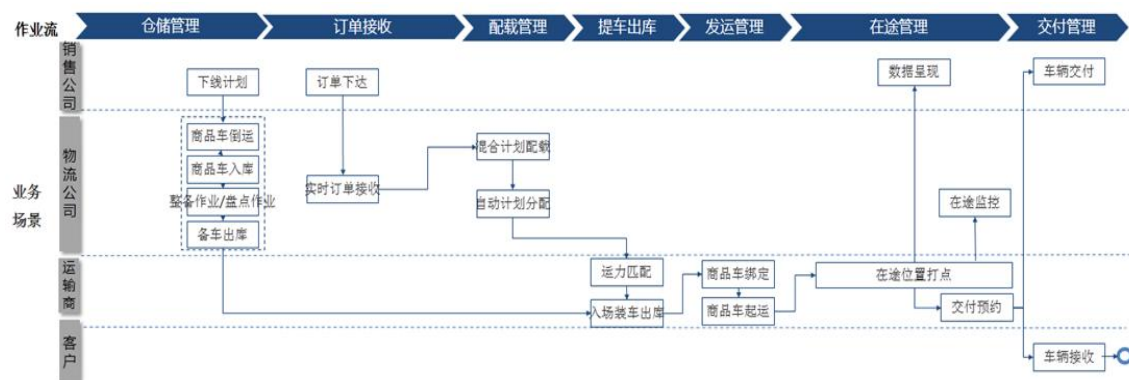 作业流
仓储管理
订单接收
配载管理
提车出库
发运管理
在途管理
交付管理
销售公司
下线计划
订单下达
数据呈现
车辆交付
业务
场景
物流公司
商品车倒运
商品车入库
整备作业/盘点作业
备车出库
实时订单接收
混合计划配载
自动计划分配
在途监控
运输商
运力匹配
入场装车出库
商品车绑定
商品车起运
在途位置打点
交付预约
客户
车辆接收